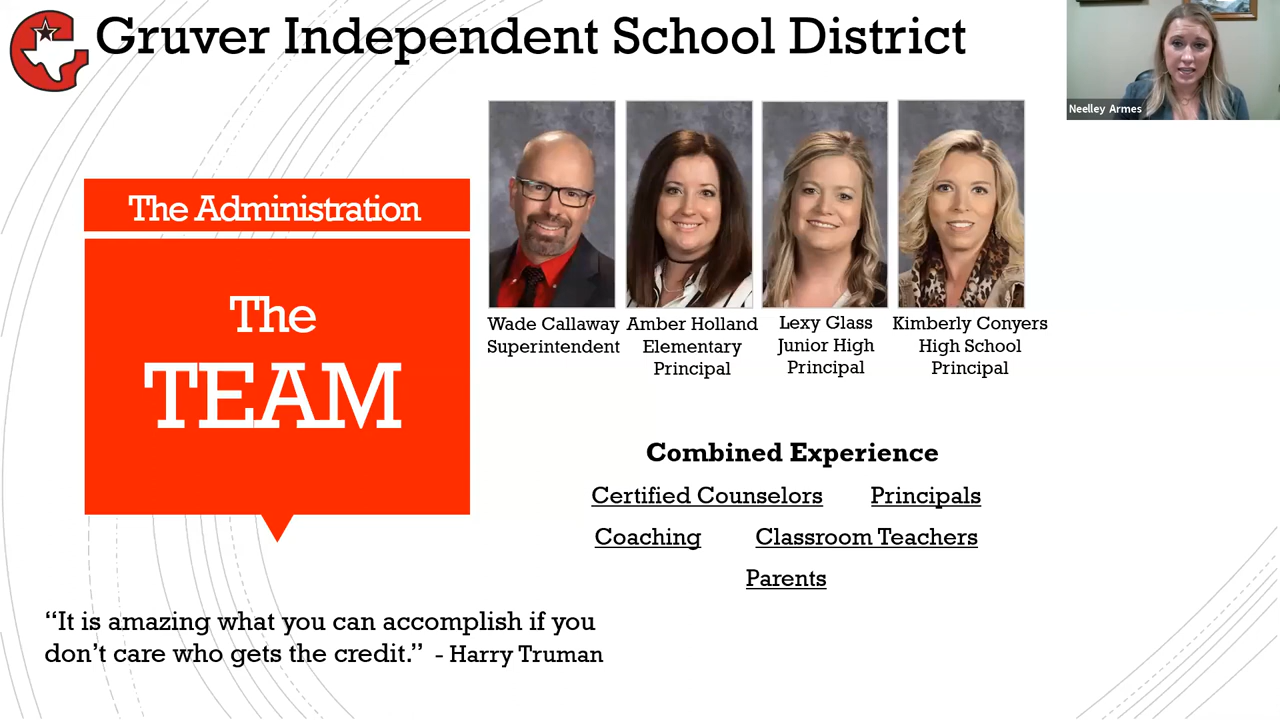 Gruver Independent School District
Neelley Armes
The Administration
The
TEAM
Wade Callaway
Superintendent
Amber Holland
Elementary
Principal
Lexy Glass
Junior High
Principal
Kimberly Conyers
High School
Principal
Combined Experience
Certified Counselors Principals
Coaching Classroom Teachers
Parents
“It is amazing what you can accomplish if you
don’t care who gets the credit.” - Harry Truman